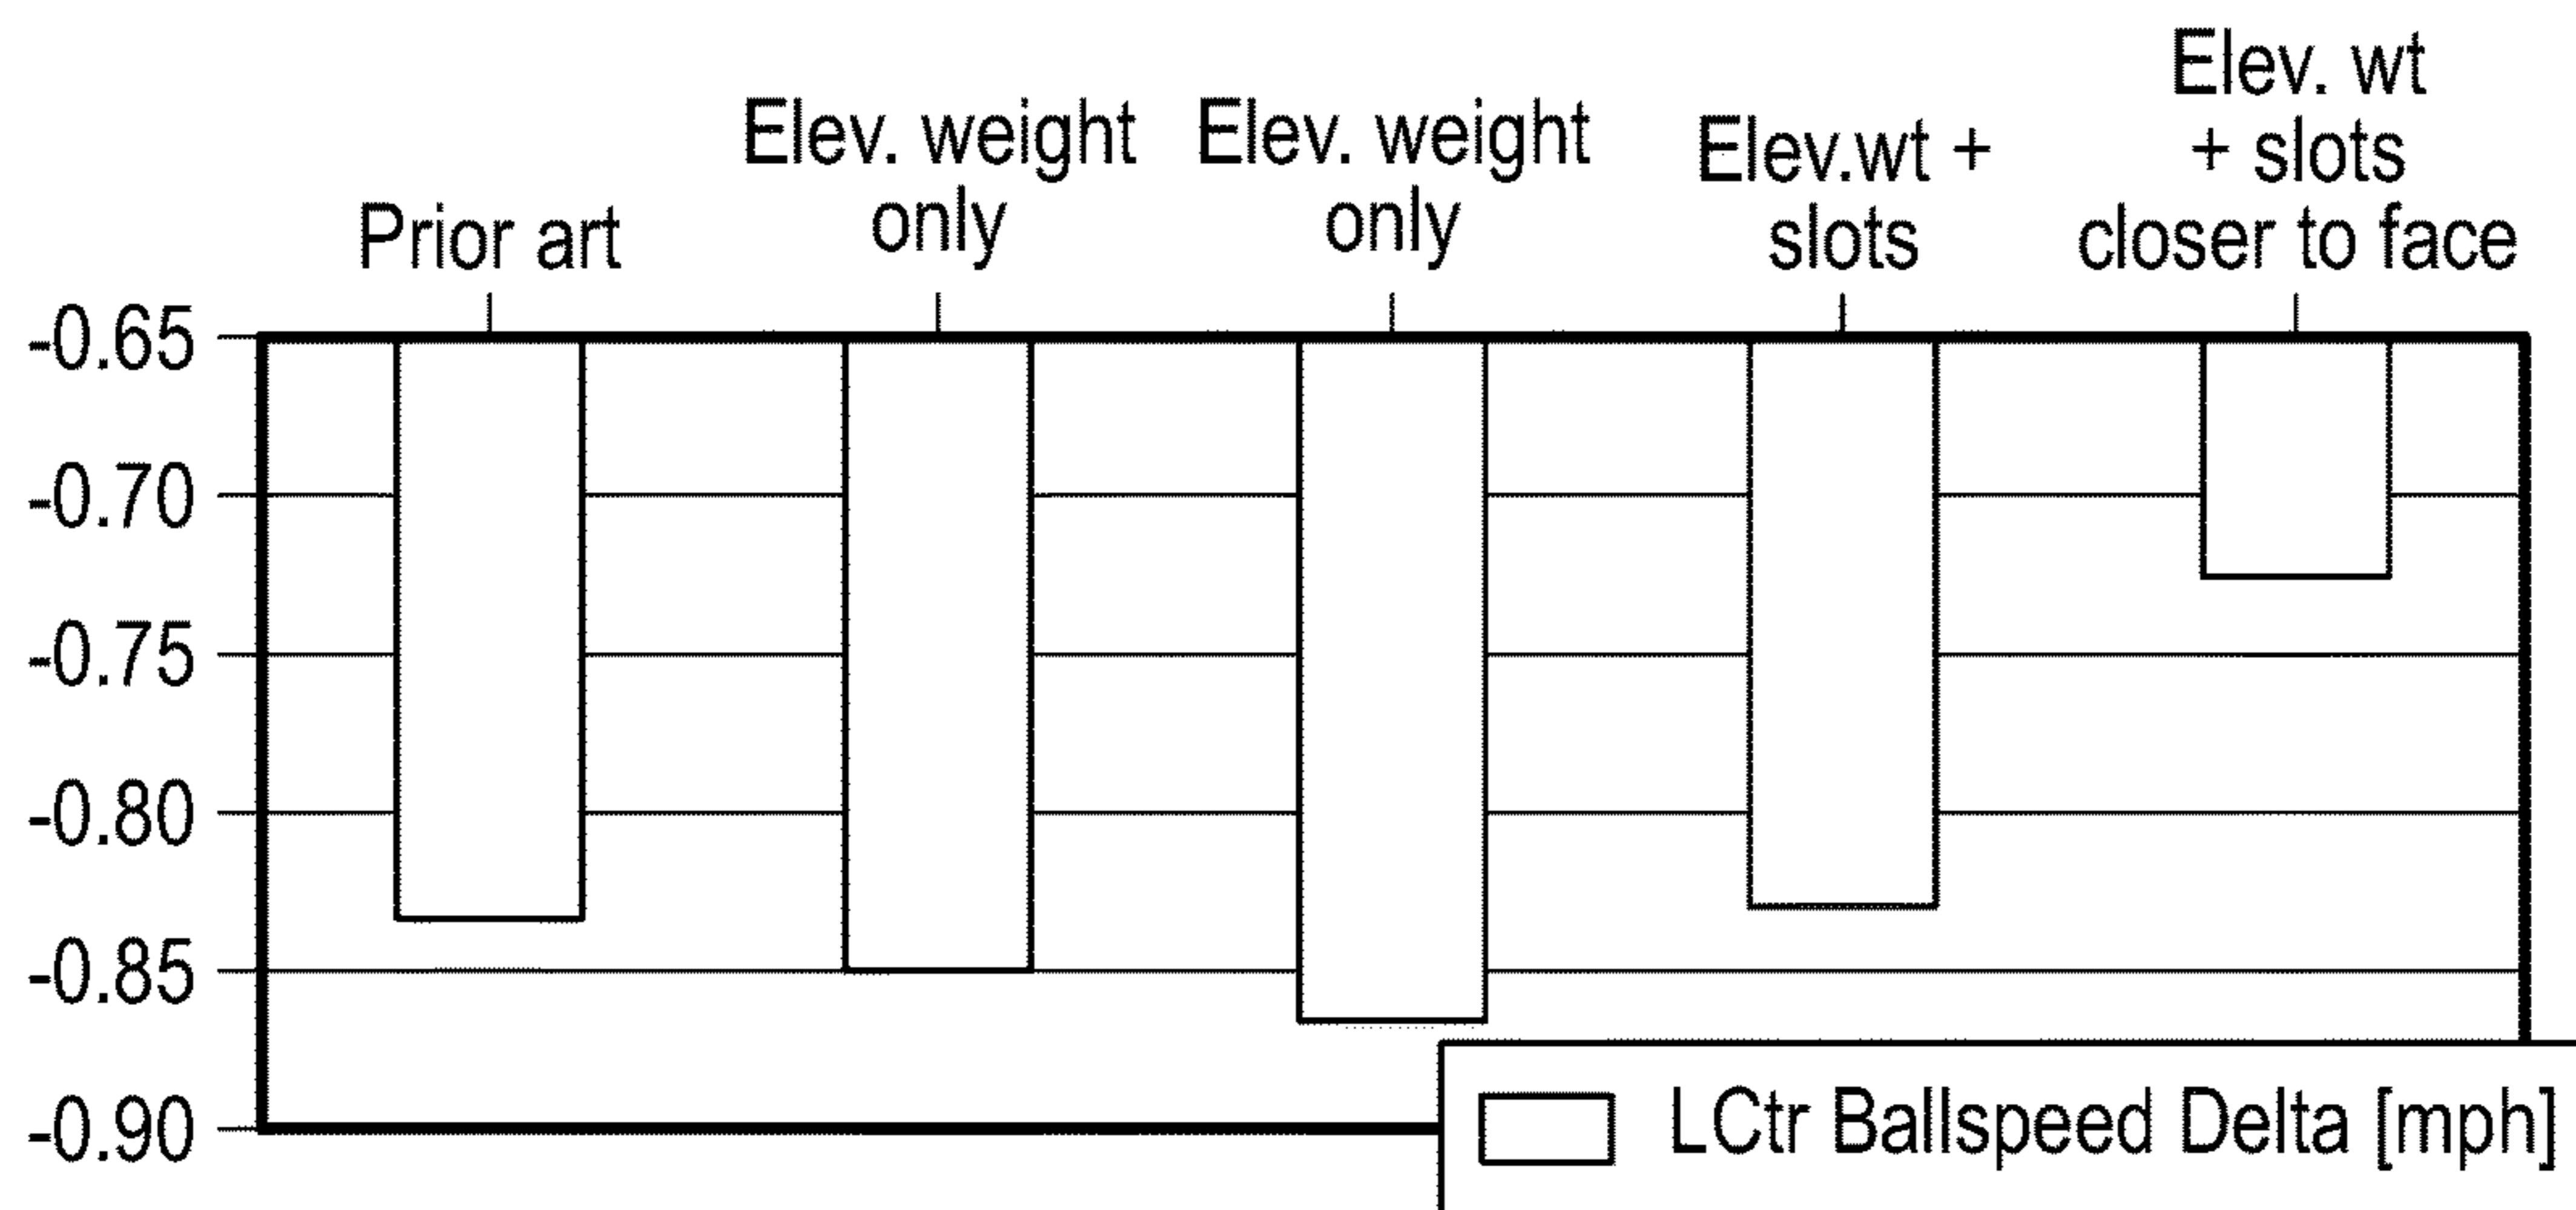 Prior art
Elev. weight
only
Elev. weight
only
Elev.wt +
slots
Elev. wt
+ slots
closer to face
-0.65
-0.70
-0.75
-0.80
-0.85
-0.90
LCtr Ballspeed Delta [mph]